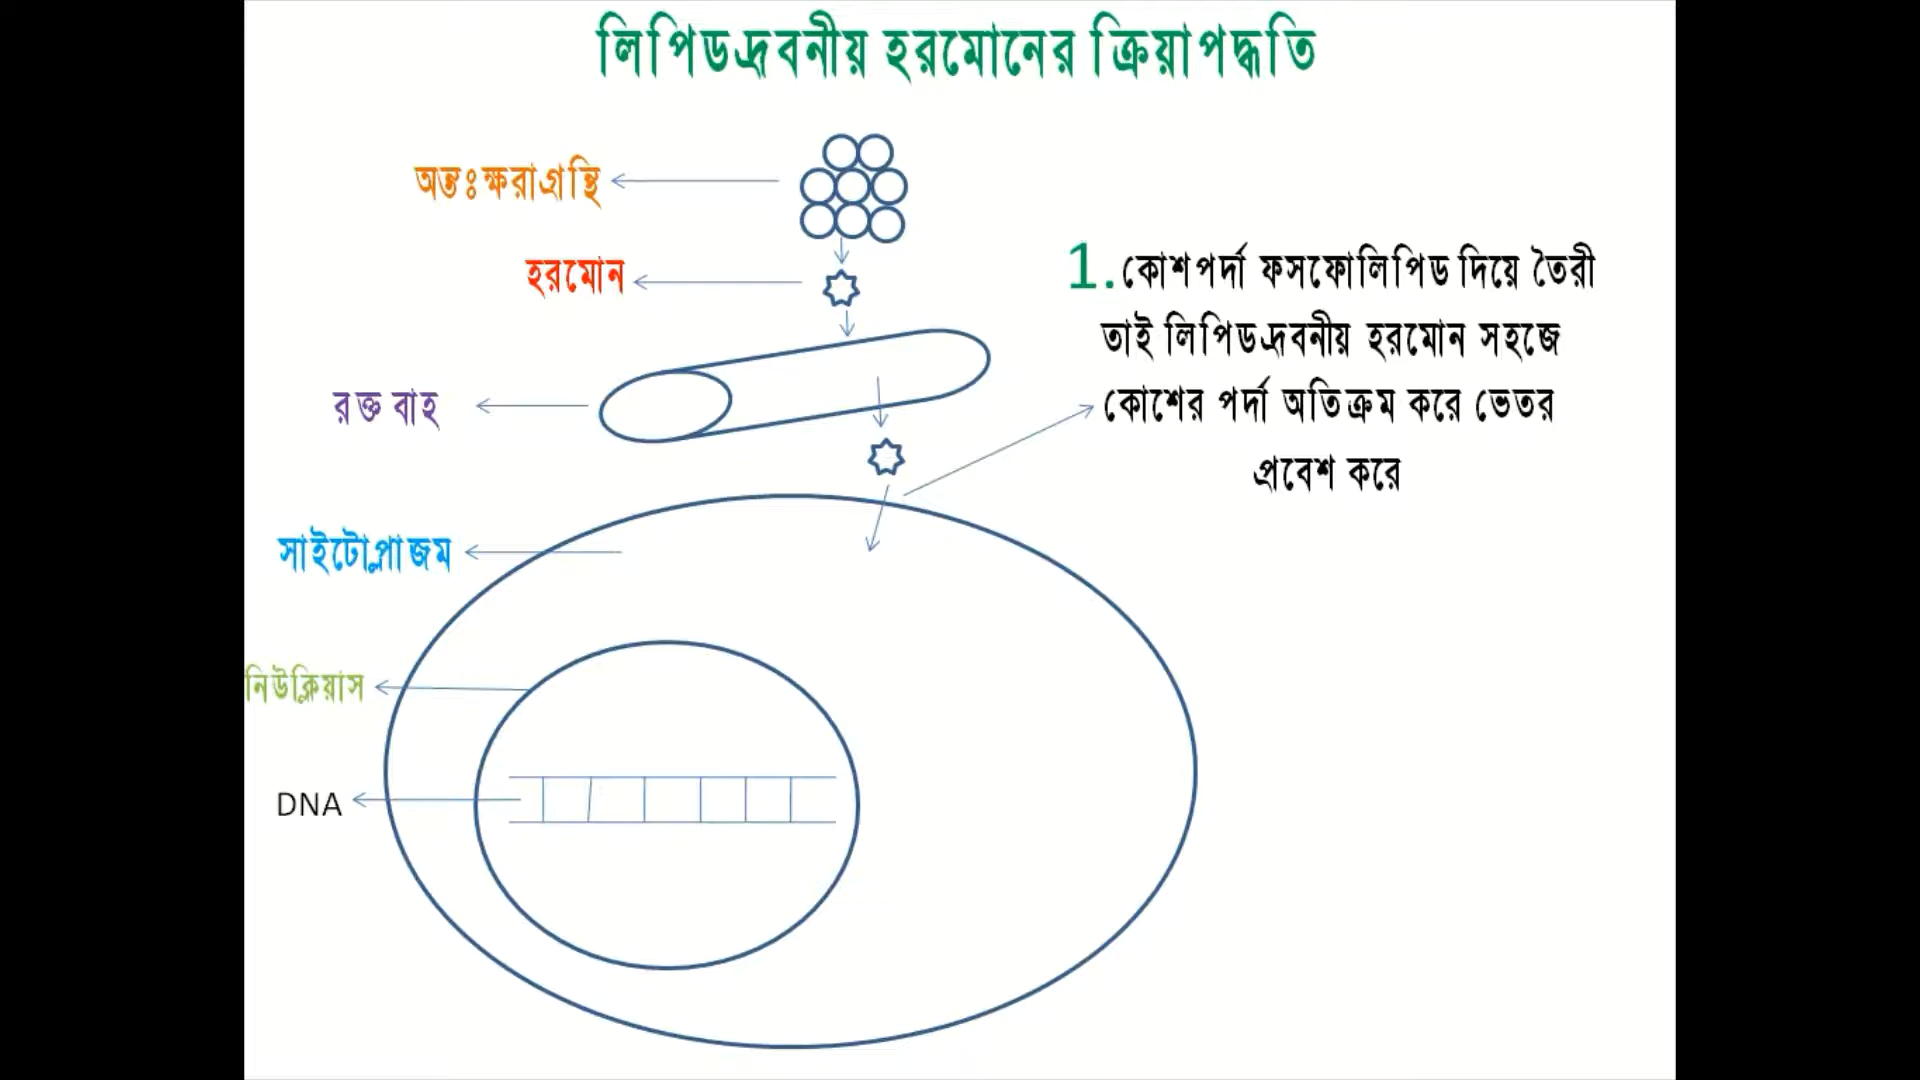 লিপিডদ্রবনীয় হরমোনের ক্রিয়াপদ্ধতি
অন্তঃক্ষরাগ্রন্থি
হরমোন
1.কোশপর্দা ফসফোলিপিড দিয়ে তৈরী
তাই লিপিডদ্রবনীয় হরমোন সহজে
কোশের পর্দা অতিক্রম করে ভেতর
প্রবেশ করে
রক্ত বাহ
সাইটোপ্লাজম
নিউক্লিয়াস
DNA